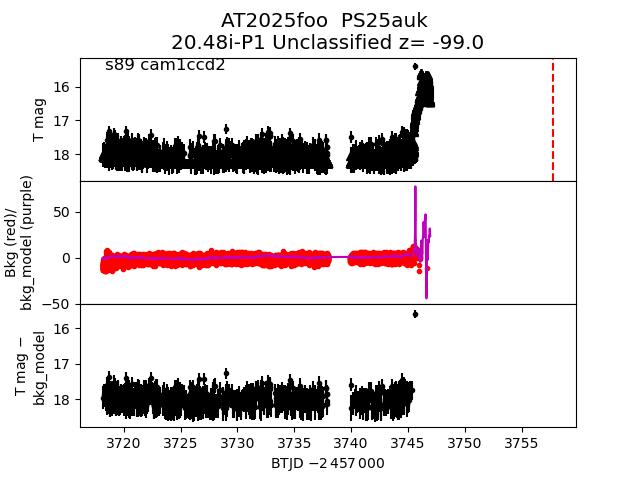 AT2025foo  PS25auk
20.48i-P1 Unclassified z= -99.0
s89 cam1ccd2
T mag
16
17
18
Bkg (red)/
bkg_model (purple)
50
0
−50
T mag −
bkg_model
16
17
18
3720 3725 3730 3735 3740 3745 3750 3755
BTJD −2 457 000